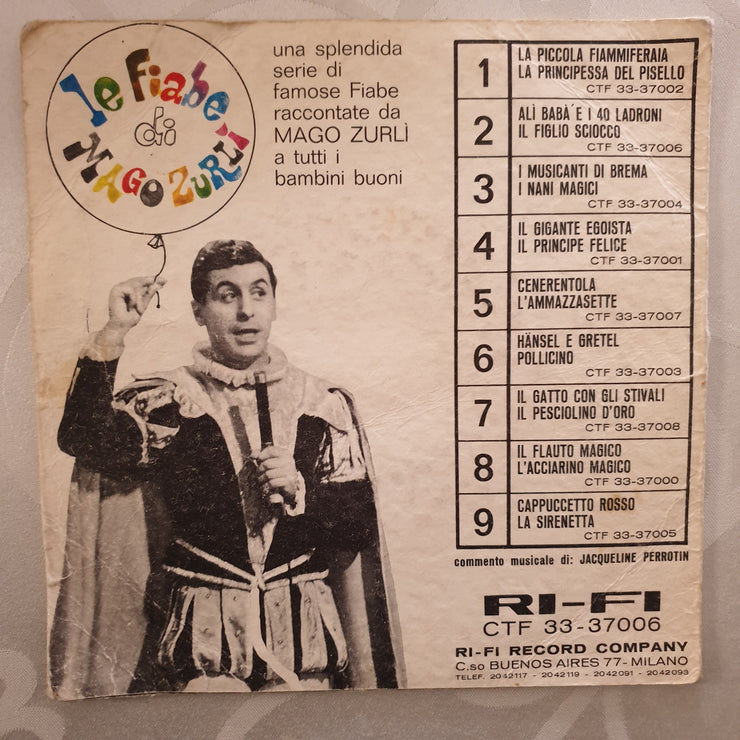 le Fiabe
di
MAGO ZURLÌ
una splendida
serie di
famose Fiabe
raccontate da
MAGO ZURLÌ
a tutti i
bambini buoni
1
LA PICCOLA FIAMMIFERAIA
LA PRINCIPESSA DEL PISELLO
CTF 33-37002
2
ALÌ BABÀ E I 40 LADRONI
IL FIGLIO SCIOCCO
CTF 33-37006
3
I MUSICANTI DI BREMA
I NANI MAGICI
CTF 33-37004
4
IL GIGANTE EGOISTA
IL PRINCIPE FELICE
CTF 33-37001
5
CENERENTOLA
L'AMMAZZASETTE
CTF 33-37007
6
HÄNSEL E GRETEL
POLLICINO
CTF 33-37003
7
IL GATTO CON GLI STIVALI
IL PESCIOLINO D'ORO
CTF 33-37008
8
IL FLAUTO MAGICO
L'ACCIARINO MAGICO
CTF 33-37000
9
CAPPUCCETTO ROSSO
LA SIRENETTA
CTF 33-37005
commento musicale di: JACQUELINE PERROTIN
RI-FI
CTF 33-37006
RI-FI RECORD COMPANY
C.so BUENOS AIRES 77 - MILANO
TELEF. 2042117 - 2042119 - 2042091 - 2042093